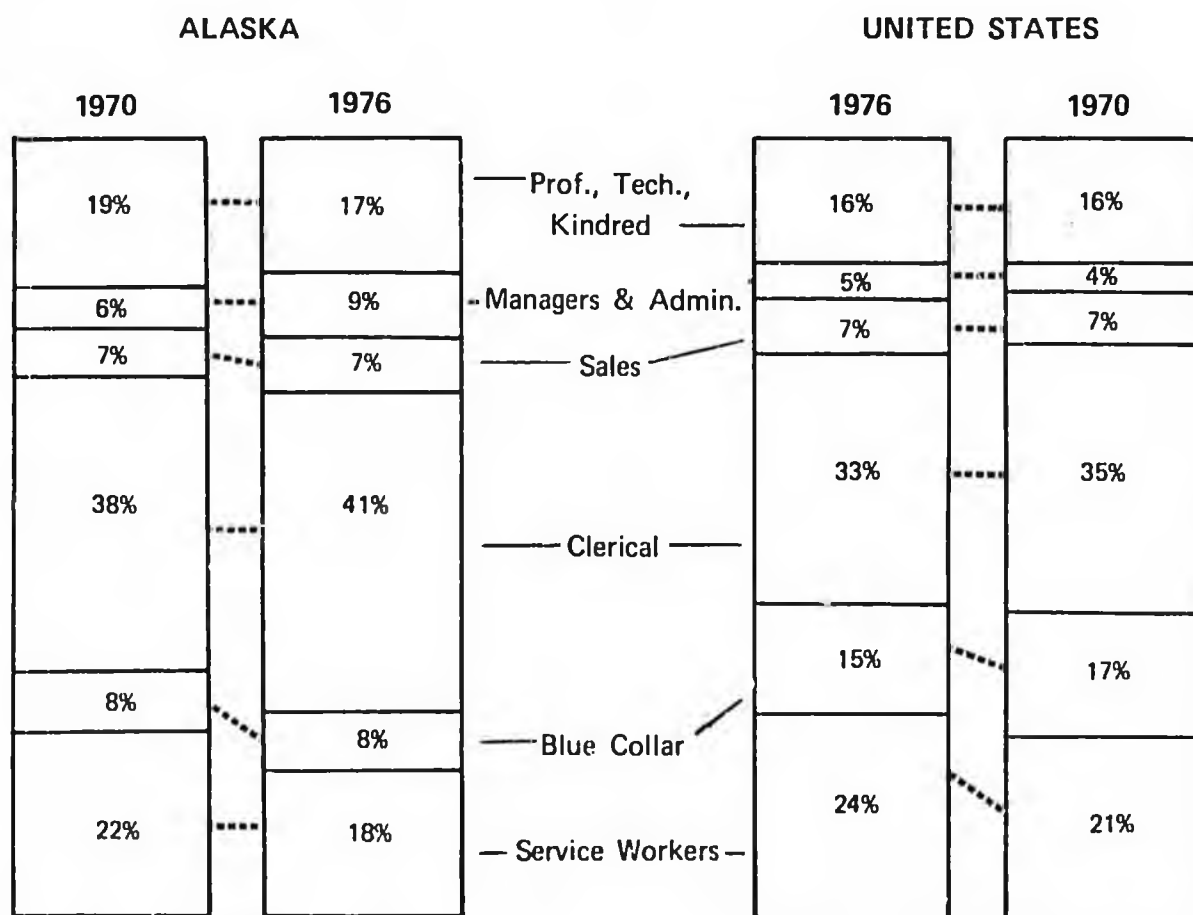 ALASKA UNITED STATES
1970 1976 1976 1970
19% 17% Prof., Tech., Kindred 16% 16%
6% 9% Managers & Admin. 5% 4%
7% 7% Sales 7% 7%
38% 41% Clerical 33% 35%
8% 8% Blue Collar 15% 17%
22% 18% Service Workers 24% 21%